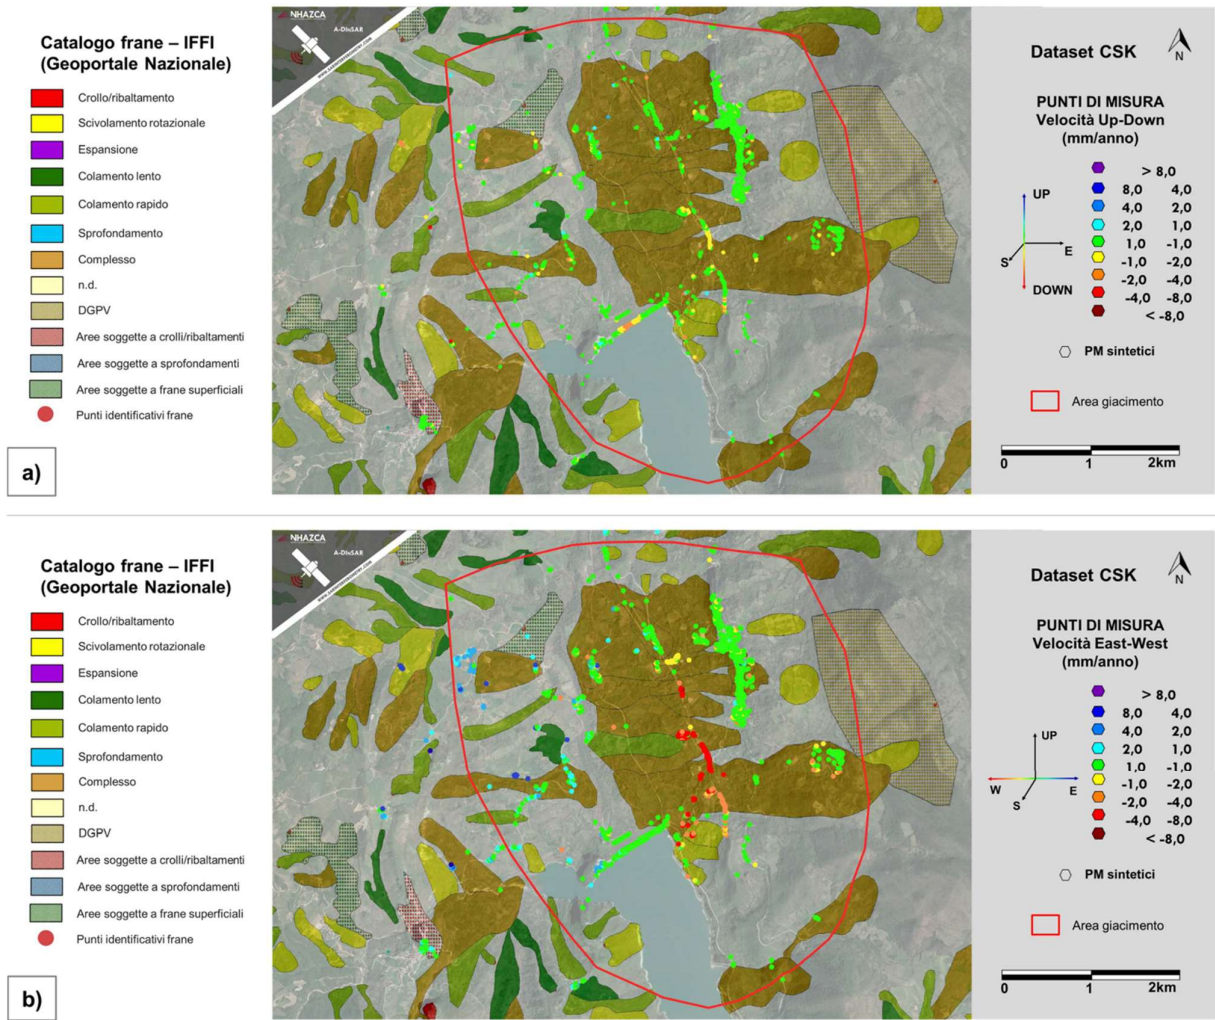 NHAZCA
A-DInSAR
Catalogo frane – IFFI
(Geoportale Nazionale)
Crollo/ribaltamento
Scivolamento rotazionale
Espansione
Colamento lento
Colamento rapido
Sprofondamento
Complesso
n.d.
DGPV
Aree soggette a crolli/ribaltamenti
Aree soggette a sprofondamenti
Aree soggette a frane superficiali
Punti identificativi frane
a)
Dataset CSK
N
PUNTI DI MISURA
Velocità Up-Down
(mm/anno)
> 8,0
8,0 4,0
4,0 2,0
2,0 1,0
1,0 -1,0
-1,0 -2,0
-2,0 -4,0
-4,0 -8,0
< -8,0
UP
E
S
DOWN
PM sintetici
Area giacimento
0 1 2km
NHAZCA
A-DInSAR
Catalogo frane – IFFI
(Geoportale Nazionale)
Crollo/ribaltamento
Scivolamento rotazionale
Espansione
Colamento lento
Colamento rapido
Sprofondamento
Complesso
n.d.
DGPV
Aree soggette a crolli/ribaltamenti
Aree soggette a sprofondamenti
Aree soggette a frane superficiali
Punti identificativi frane
b)
Dataset CSK
N
PUNTI DI MISURA
Velocità East-West
(mm/anno)
> 8,0
8,0 4,0
4,0 2,0
2,0 1,0
1,0 -1,0
-1,0 -2,0
-2,0 -4,0
-4,0 -8,0
< -8,0
UP
W
E
S
PM sintetici
Area giacimento
0 1 2km